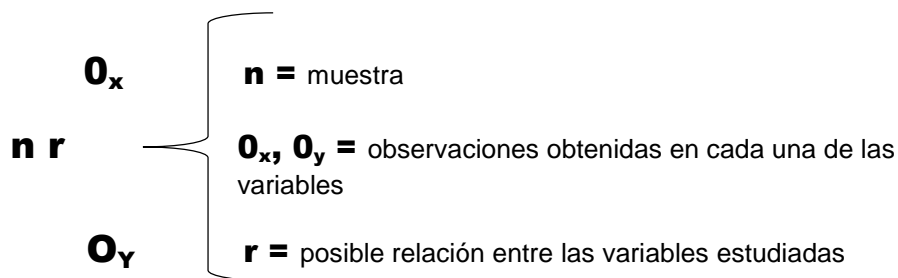 0x
n = muestra
n r
0x, 0y = observaciones obtenidas en cada una de las
variables
OY
r = posible relación entre las variables estudiadas